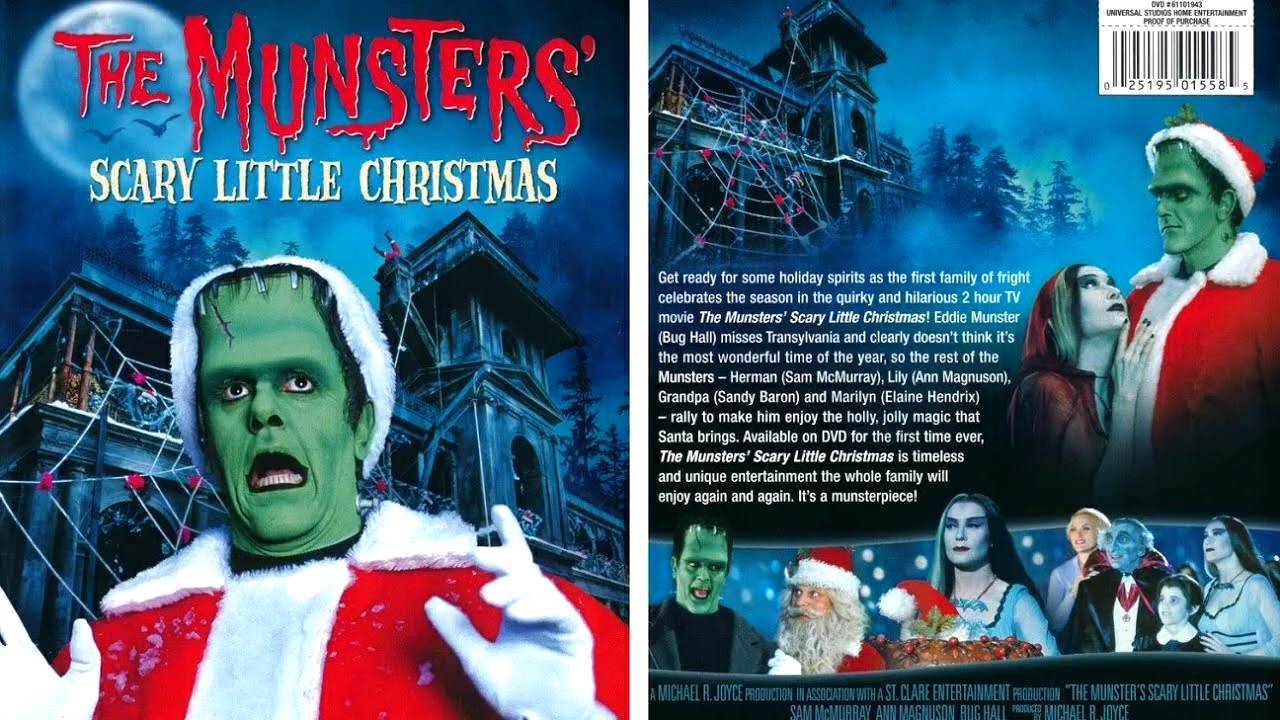 THE MUNSTERS'
SCARY LITTLE CHRISTMAS
DVD #61101943
UNIVERSAL STUDIOS HOME ENTERTAINMENT
PROOF OF PURCHASE
0 25195 01558 5
Get ready for some holiday spirits as the first family of fright
celebrates the season in the quirky and hilarious 2 hour TV
movie The Munsters' Scary Little Christmas! Eddie Munster
(Bug Hall) misses Transylvania and clearly doesn't think it's
the most wonderful time of the year, so the rest of the
Munsters – Herman (Sam McMurray), Lily (Ann Magnuson),
Grandpa (Sandy Baron) and Marilyn (Elaine Hendrix)
– rally to make him enjoy the holly, jolly magic that
Santa brings. Available on DVD for the first time ever,
The Munsters' Scary Little Christmas is timeless
and unique entertainment the whole family will
enjoy again and again. It's a munsterpiece!
A MICHAEL R. JOYCE PRODUCTION IN ASSOCIATION WITH A ST. CLARE ENTERTAINMENT PRODUCTION "THE MUNSTER'S SCARY LITTLE CHRISTMAS"
SAM McMURRAY ANN MAGNUSON BUG HALL PRODUCED BY MICHAEL R. JOYCE